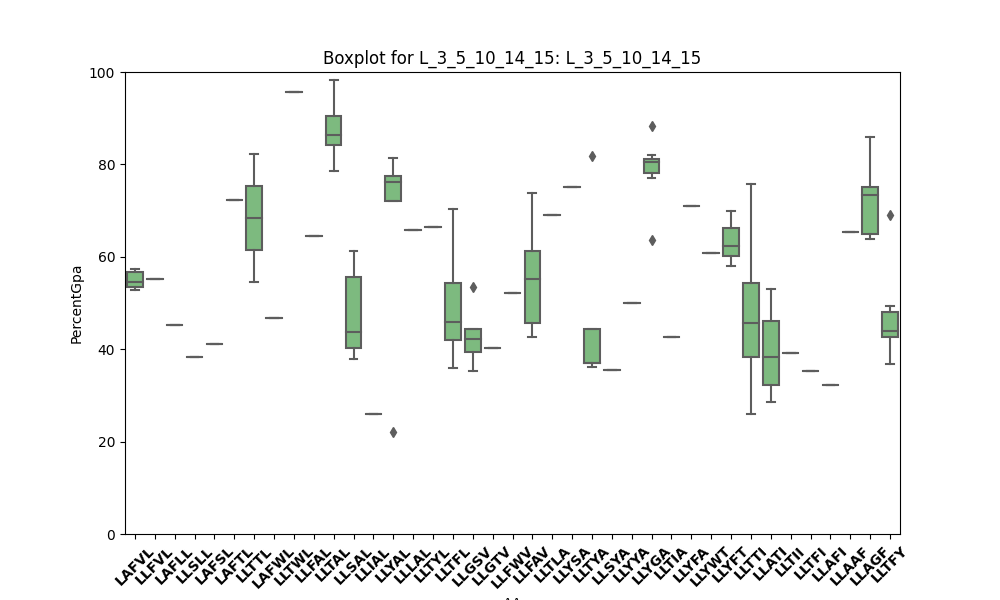 Boxplot for L_3_5_10_14_15: L_3_5_10_14_15
100
80
60
40
20
0
PercentGpa
LAFVL
LLFVL
LAFLL
LLSLL
LAFSL
LAFTL
LLTTL
LAFWL
LLTWL
LLFAL
LLTAL
LLSAL
LLIAL
LLYAL
LLLAL
LLTYL
LLTFL
LLGSV
LLGTV
LLFWV
LLFAV
LLTLA
LLYSA
LLTYA
LLSYA
LLYYA
LLYGA
LLTIA
LLYFA
LLYWT
LLYFT
LLTTI
LLATI
LLTII
LLTFI
LLAFI
LLAAF
LLAGF
LLTFY